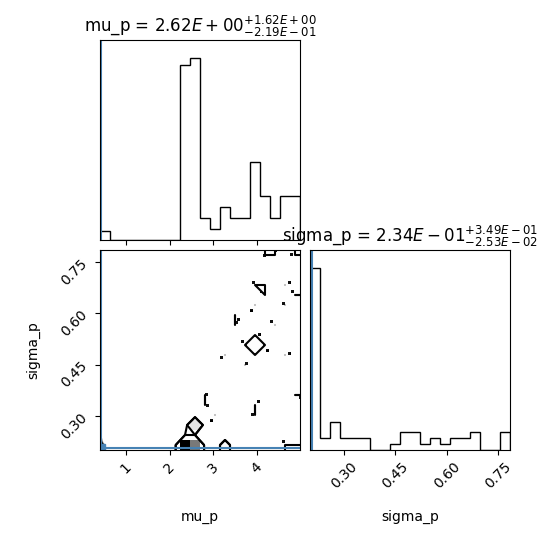 mu_p = 2.62E + 00^{+1.62E+00}_{-2.19E-01}
sigma_p = 2.34E − 01^{+3.49E−01}_{−2.53E−02}
0.75
0.60
0.45
0.30
sigma_p
1
2
3
4
mu_p
0.30
0.45
0.60
0.75
sigma_p